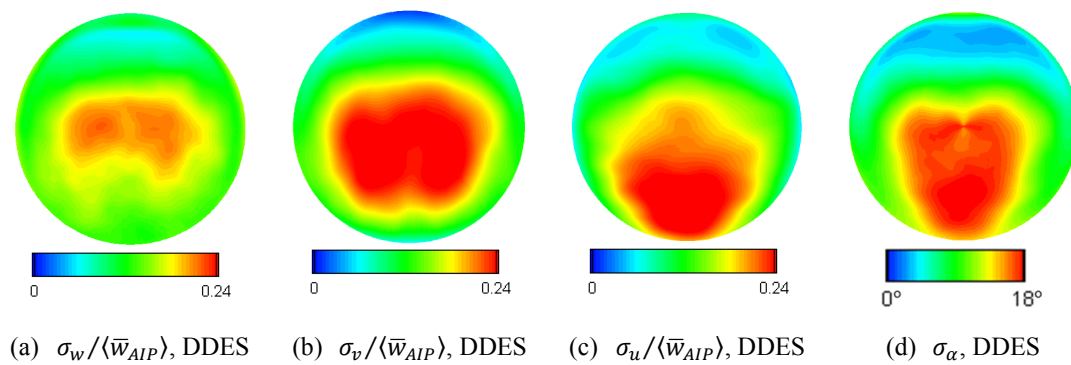 0 0.24
0 0.24
0 0.24
0° 18°
(a) σ_w/⟨w̅_AIP⟩, DDES
(b) σ_v/⟨w̅_AIP⟩, DDES
(c) σ_u/⟨w̅_AIP⟩, DDES
(d) σ_α, DDES